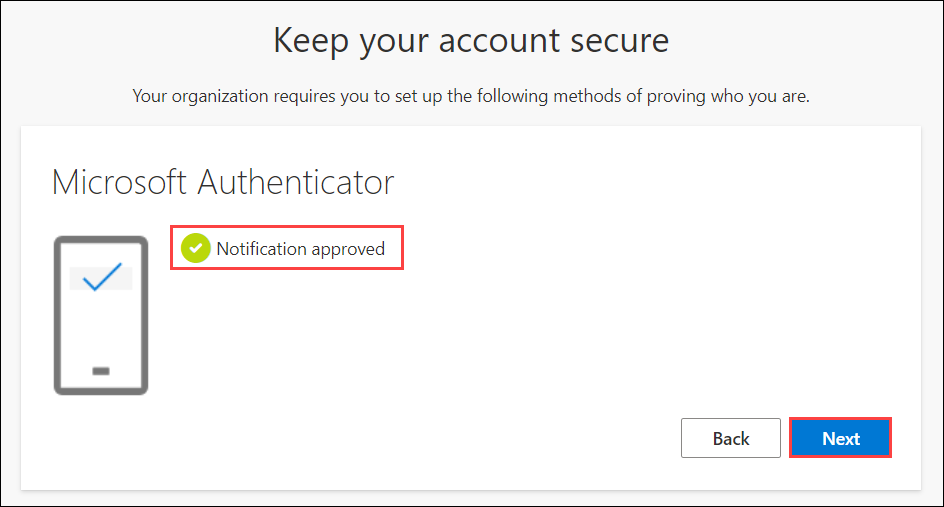 Keep your account secure
Your organization requires you to set up the following methods of proving who you are.
Microsoft Authenticator
Notification approved
Back
Next